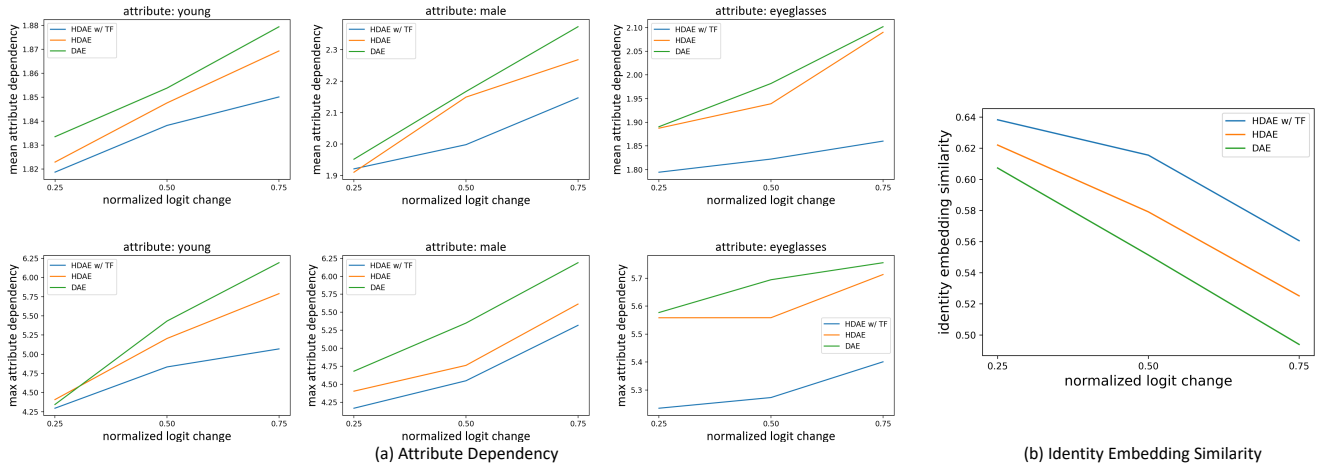 attribute: young
mean attribute dependency
1.88
1.87
1.86
1.85
1.84
1.83
1.82
HDAE w/ TF
HDAE
DAE
0.25 0.50 0.75
normalized logit change
attribute: male
mean attribute dependency
2.3
2.2
2.1
2.0
1.9
HDAE w/ TF
HDAE
DAE
0.25 0.50 0.75
normalized logit change
attribute: eyeglasses
mean attribute dependency
2.10
2.05
2.00
1.95
1.90
1.85
1.80
HDAE w/ TF
HDAE
DAE
0.25 0.50 0.75
normalized logit change
attribute: young
max attribute dependency
6.25
6.00
5.75
5.50
5.25
5.00
4.75
4.50
4.25
HDAE w/ TF
HDAE
DAE
0.25 0.50 0.75
normalized logit change
attribute: male
max attribute dependency
6.25
6.00
5.75
5.50
5.25
5.00
4.75
4.50
4.25
HDAE w/ TF
HDAE
DAE
0.25 0.50 0.75
normalized logit change
attribute: eyeglasses
max attribute dependency
5.7
5.6
5.5
5.4
5.3
HDAE w/ TF
HDAE
DAE
0.25 0.50 0.75
normalized logit change
(a) Attribute Dependency
identity embedding similarity
0.64
0.62
0.60
0.58
0.56
0.54
0.52
0.50
HDAE w/ TF
HDAE
DAE
0.25 0.50 0.75
normalized logit change
(b) Identity Embedding Similarity